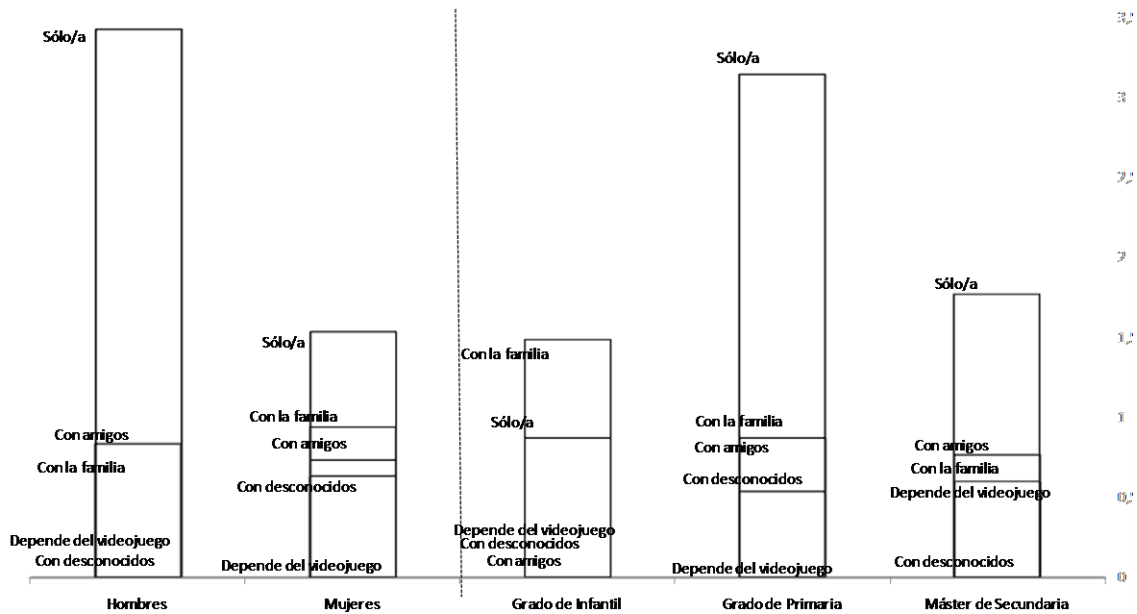 Sólo/a
Con amigos
Con la familia
Depende del videojuego
Con desconocidos
Hombres
Sólo/a
Con la familia
Con amigos
Con desconocidos
Depende del videojuego
Mujeres
Con la familia
Sólo/a
Depende del videojuego
Con desconocidos
Con amigos
Grado de Infantil
Sólo/a
Con la familia
Con amigos
Con desconocidos
Depende del videojuego
Grado de Primaria
Sólo/a
Con amigos
Con la familia
Depende del videojuego
Con desconocidos
Máster de Secundaria
3
2
1
0